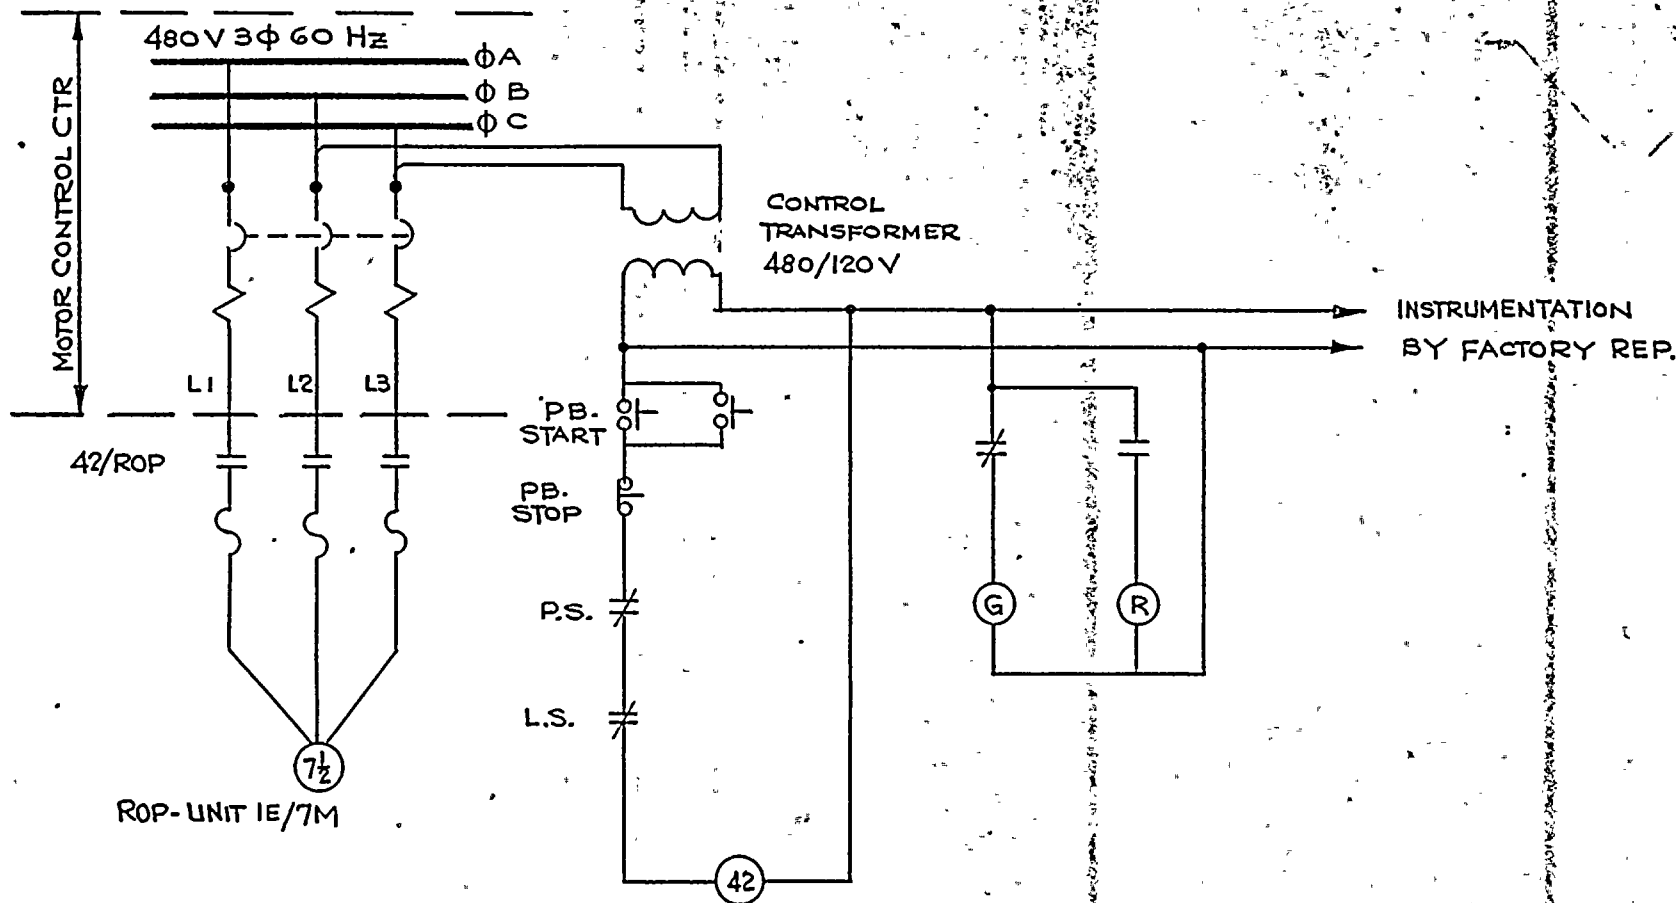 480V 3Φ 60 Hz
ΦA
ΦB
ΦC
MOTOR CONTROL CTR
CONTROL
TRANSFORMER
480/120V
INSTRUMENTATION
BY FACTORY REP.
L1 L2 L3
42/ROP
PB-
START
PB-
STOP
P.S.
G
R
L.S.
7½
ROP-UNIT 1E/7M
42